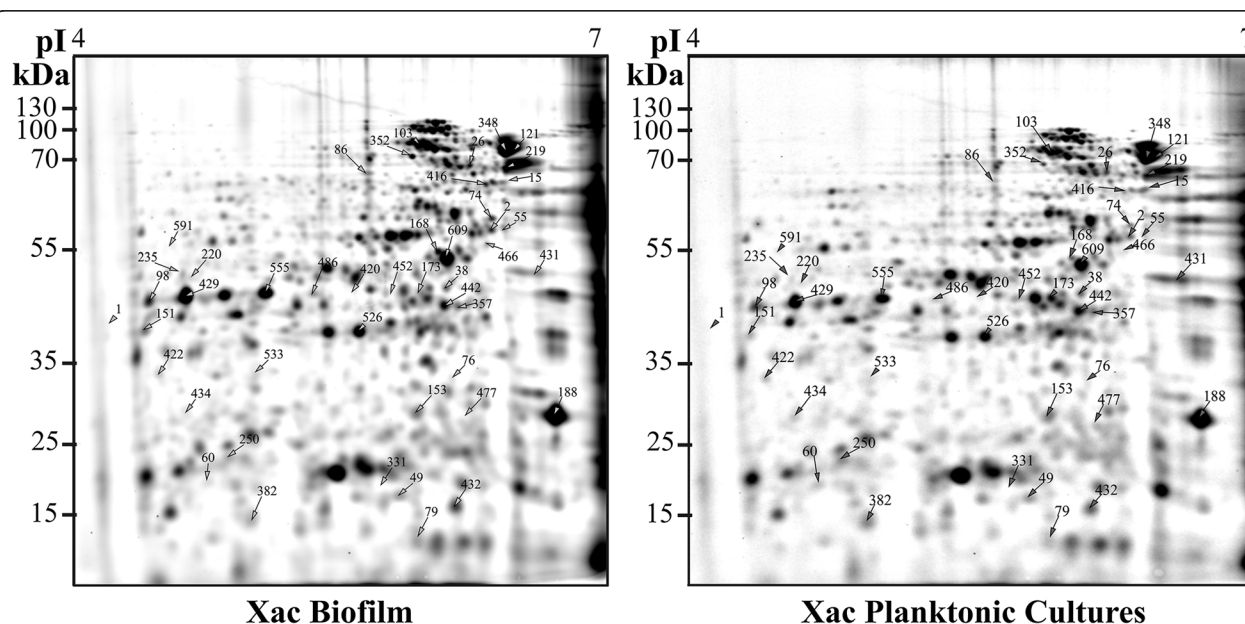 pI 4 7
kDa
130
100
70
55
35
25
15
348
103 121
352 26 219
86
416 15
74 2
55
591 168 609
235 220 466 431
98 555 486 420 452 173 38
429 442
1 151 357
526
422 533 76
434 153 477 188
250
60 331
382 49 432
79
Xac Biofilm
pI 4 7
kDa
130
100
70
55
35
25
15
348
103 121
352 26 219
86
416 15
74 2 55
591 168 609 466
235 220 431
98 555 452 173 38
429 486 420 442
1 151 357
526
422 533 76
434 153 477 188
60 250
331 49
382 432
79
Xac Planktonic Cultures